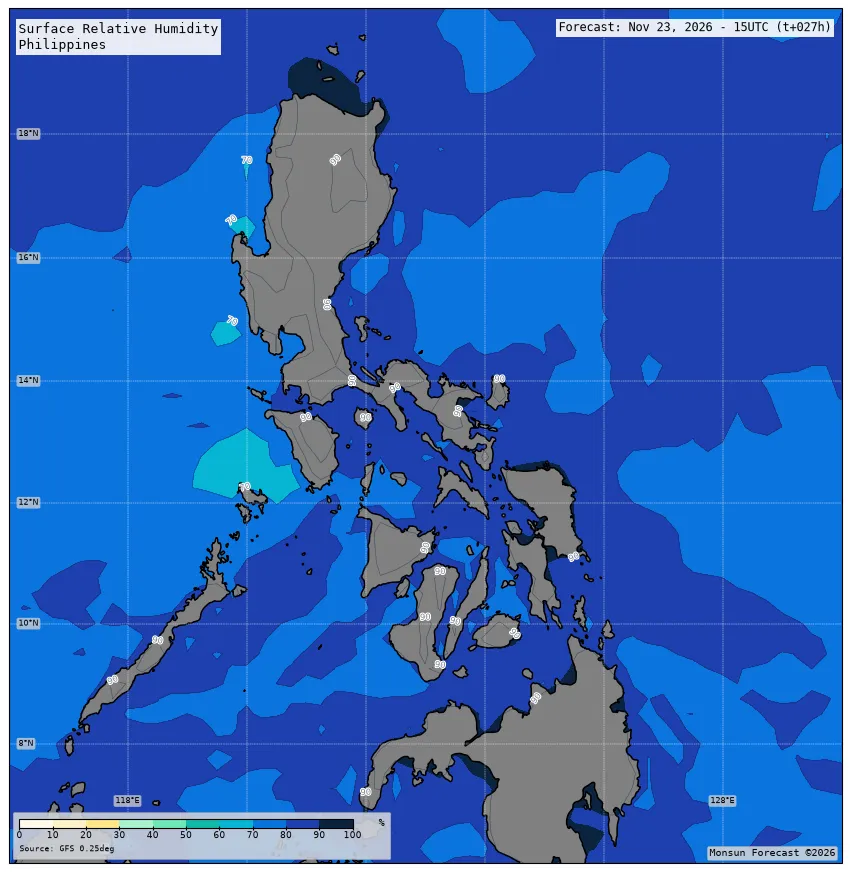 Surface Relative Humidity
Philippines
Forecast: Nov 23, 2026 - 15UTC (t+027h)
18°N
70
90
70
16°N
90
70
14°N
90
90
90
90
90
90
70
12°N
90
90
90
10°N
90
90
90
90
90
90
90
8°N
90
118°E
128°E
0 10 20 30 40 50 60 70 80 90 100 %
Source: GFS 0.25deg
Monsun Forecast ©2026